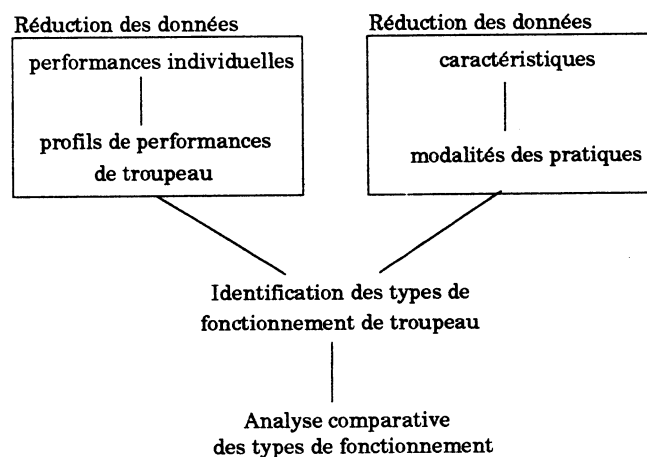 Réduction des données
performances individuelles
profils de performances
de troupeau
Réduction des données
caractéristiques
modalités des pratiques
Identification des types de
fonctionnement de troupeau
Analyse comparative
des types de fonctionnement